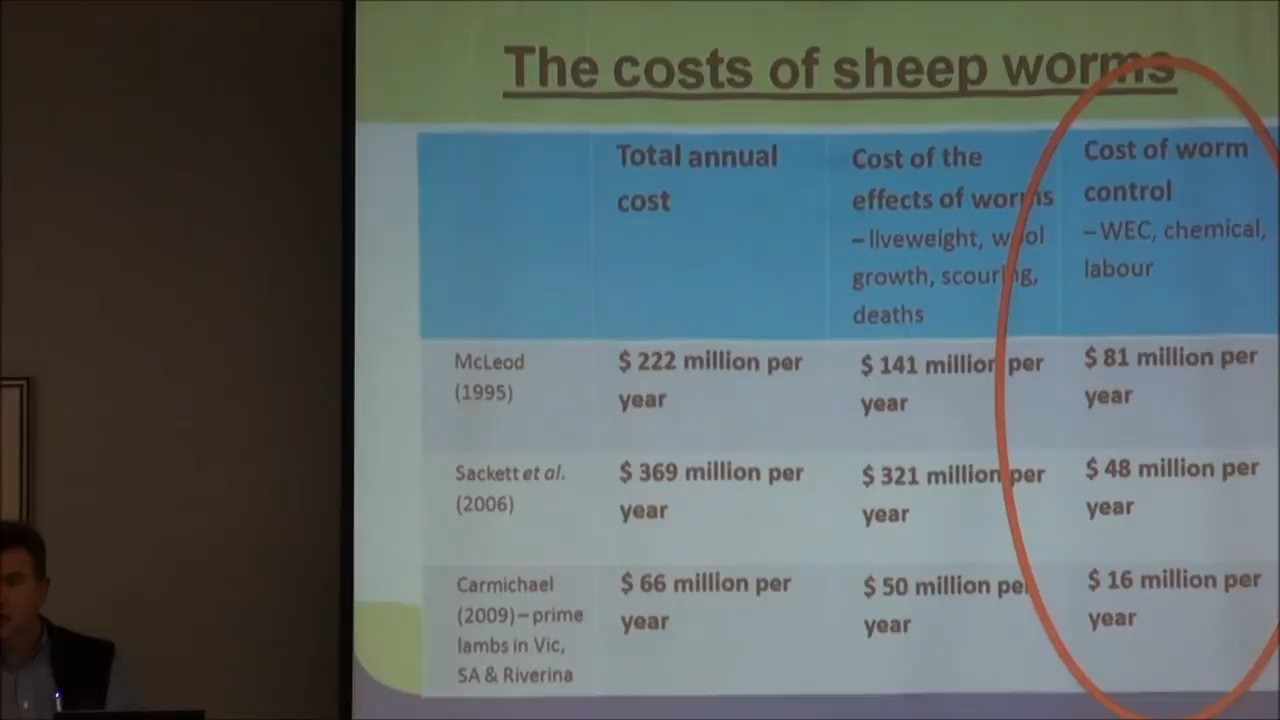 The costs of sheep worms
Total annual
cost
Cost of the
effects of worms
– liveweight, wool
growth, scouring,
deaths
Cost of worm
control
– WEC, chemical,
labour
McLeod
(1995)
$ 222 million per
year
$ 141 million per
year
$ 81 million per
year
Sackett et al.
(2006)
$ 369 million per
year
$ 321 million per
year
$ 48 million per
year
Carmichael
(2009) – prime
lambs in Vic,
SA & Riverina
$ 66 million per
year
$ 50 million per
year
$ 16 million per
year